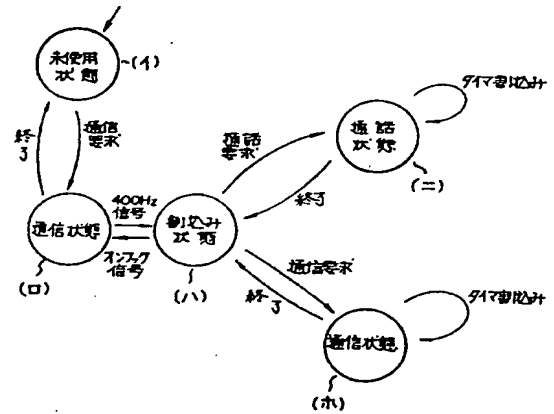 未使用
状態
(イ)
終
了
通信
要求
通信状態
(ロ)
400Hz
信号
オンフック
信号
割込み
状態
(ハ)
通話
要求
終了
通話
状態
(ニ)
タイマ割込み
通信要求
終
了
通信状態
(ホ)
タイマ割込み